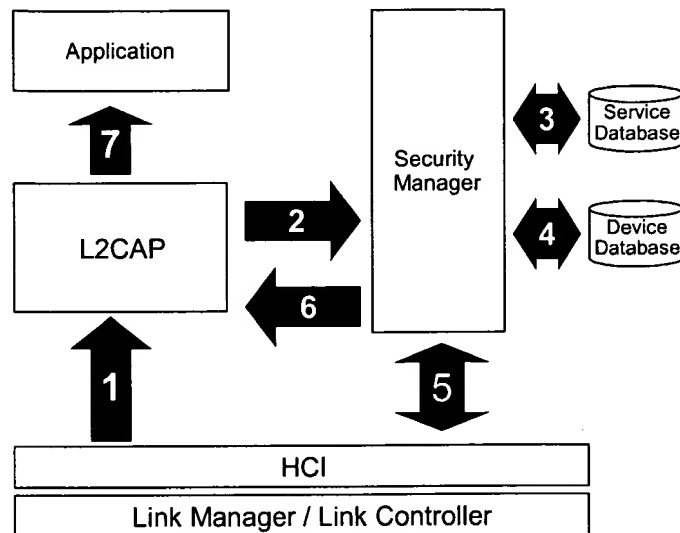 Application
7
L2CAP
2
6
1
Security
Manager
3
Service
Database
4
Device
Database
5
HCI
Link Manager / Link Controller